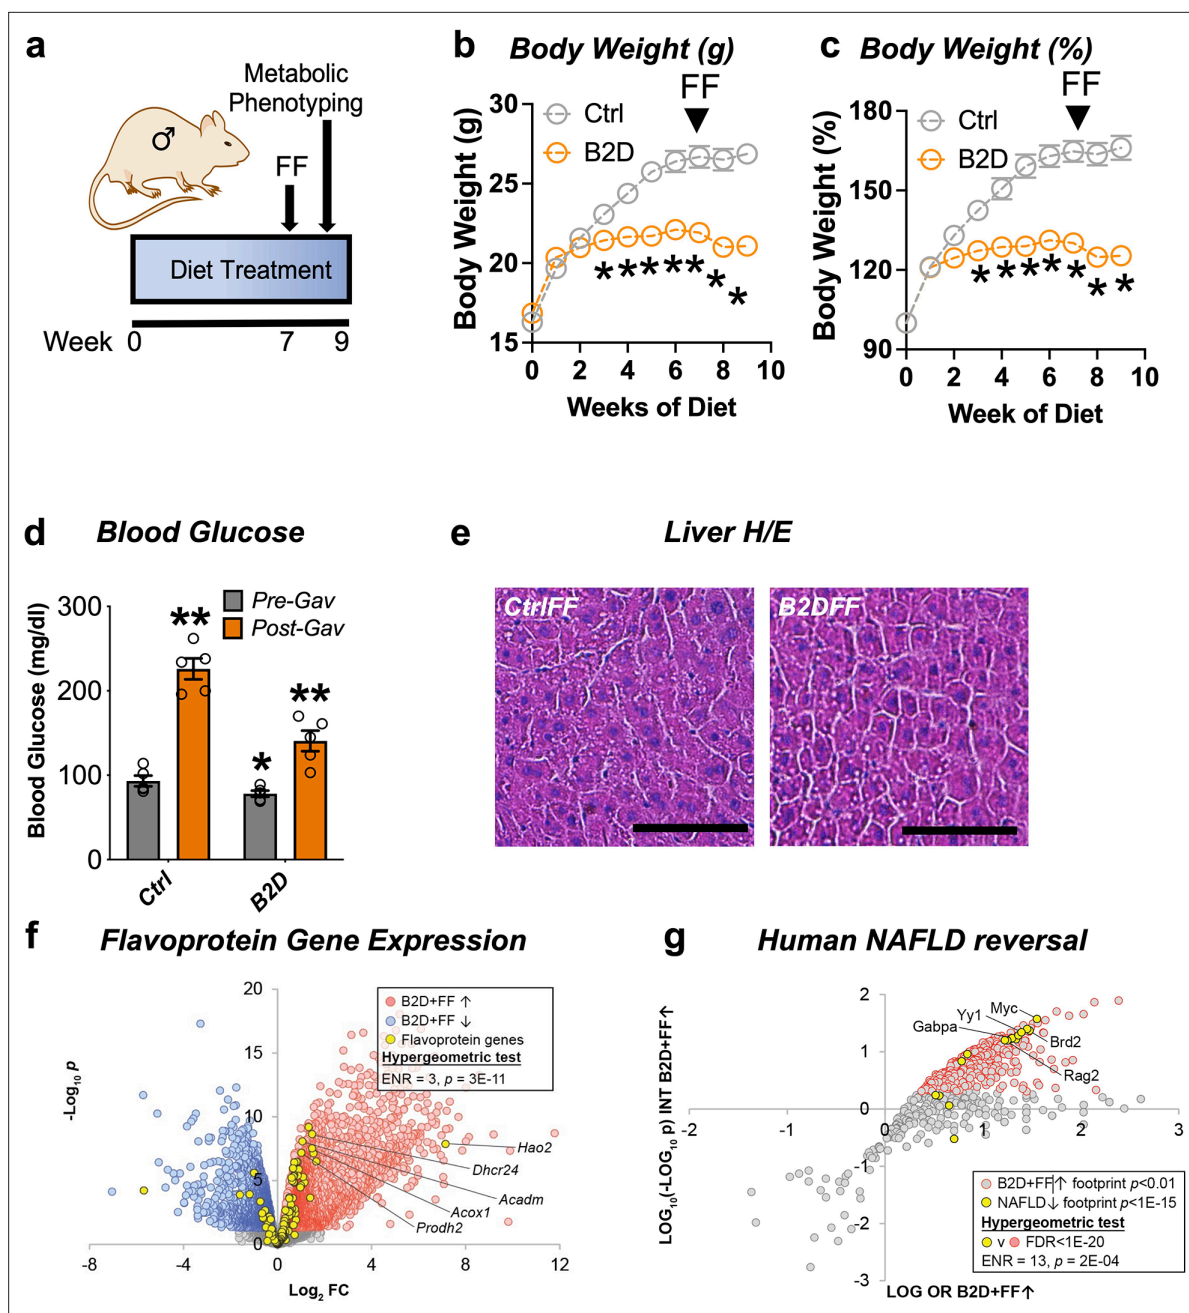 a
Metabolic
Phenotyping
♂
FF
Diet Treatment
Week 0 7 9
b Body Weight (g)
FF
Ctrl
B2D
Body Weight (g)
30
25
20
15
0 2 4 6 8 10
Weeks of Diet
* * * * * * *
c Body Weight (%)
FF
Ctrl
B2D
Body Weight (%)
180
150
120
90
0 2 4 6 8 10
Week of Diet
* * * * * * *
d Blood Glucose
Pre-Gav
Post-Gav
Blood Glucose (mg/dl)
300
200
100
0
**
*
**
Ctrl B2D
e Liver H/E
CtrlFF
B2DFF
f Flavoprotein Gene Expression
B2D+FF ↑
B2D+FF ↓
Flavoprotein genes
Hypergeometric test
ENR = 3, p = 3E-11
-Log10 p
20
15
10
5
0
-8 -4 0 4 8 12
Log2 FC
Hao2
Dhcr24
Acadm
Acox1
Prodh2
g Human NAFLD reversal
LOG10(-LOG10 p) INT B2D+FF↑
2
1
0
-1
-2
-3
-2 -1 0 1 2 3
Myc
Yy1
Gabpa
Brd2
Rag2
B2D+FF↑ footprint p<0.01
NAFLD↓ footprint p<1E-15
Hypergeometric test
v FDR<1E-20
ENR = 13, p = 2E-04
LOG OR B2D+FF↑